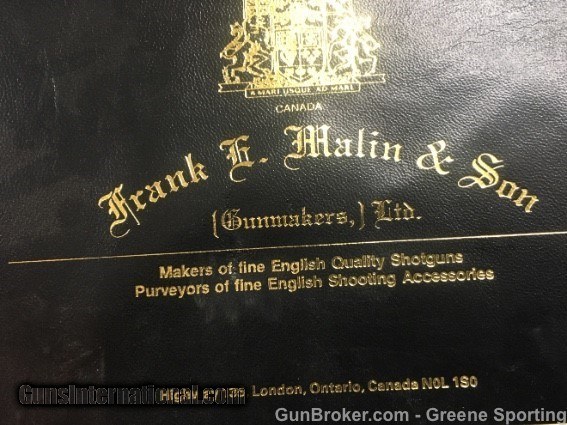 A MARI USQUE AD MARE
CANADA
Frank E. Malin & Son
(Gunmakers,) Ltd.
Makers of fine English Quality Shotguns
Purveyors of fine English Shooting Accessories
London, Ontario, Canada N0L 1S0
GunsInternational.com
GunBroker.com - Greene Sporting